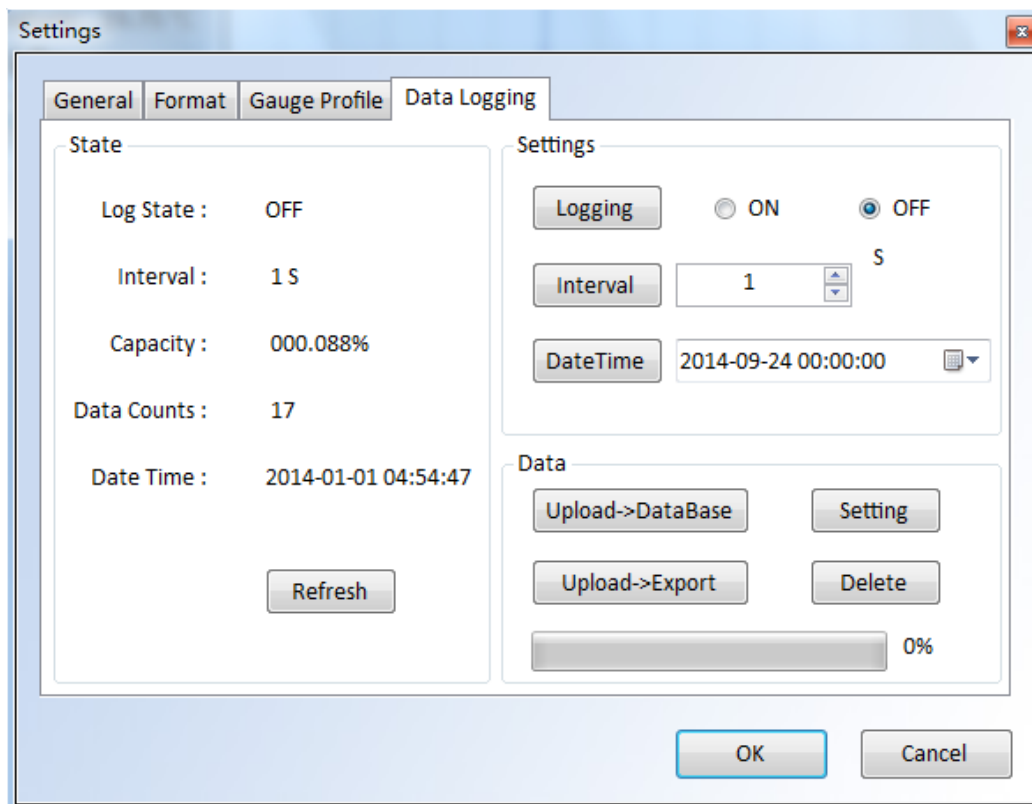 Settings
General Format Gauge Profile Data Logging
State
Log State : OFF
Interval : 1 S
Capacity : 000.088%
Data Counts : 17
Date Time : 2014-01-01 04:54:47
Refresh
Settings
Logging ON OFF
Interval 1 S
DateTime 2014-09-24 00:00:00
Data
Upload->DataBase Setting
Upload->Export Delete
0%
OK Cancel